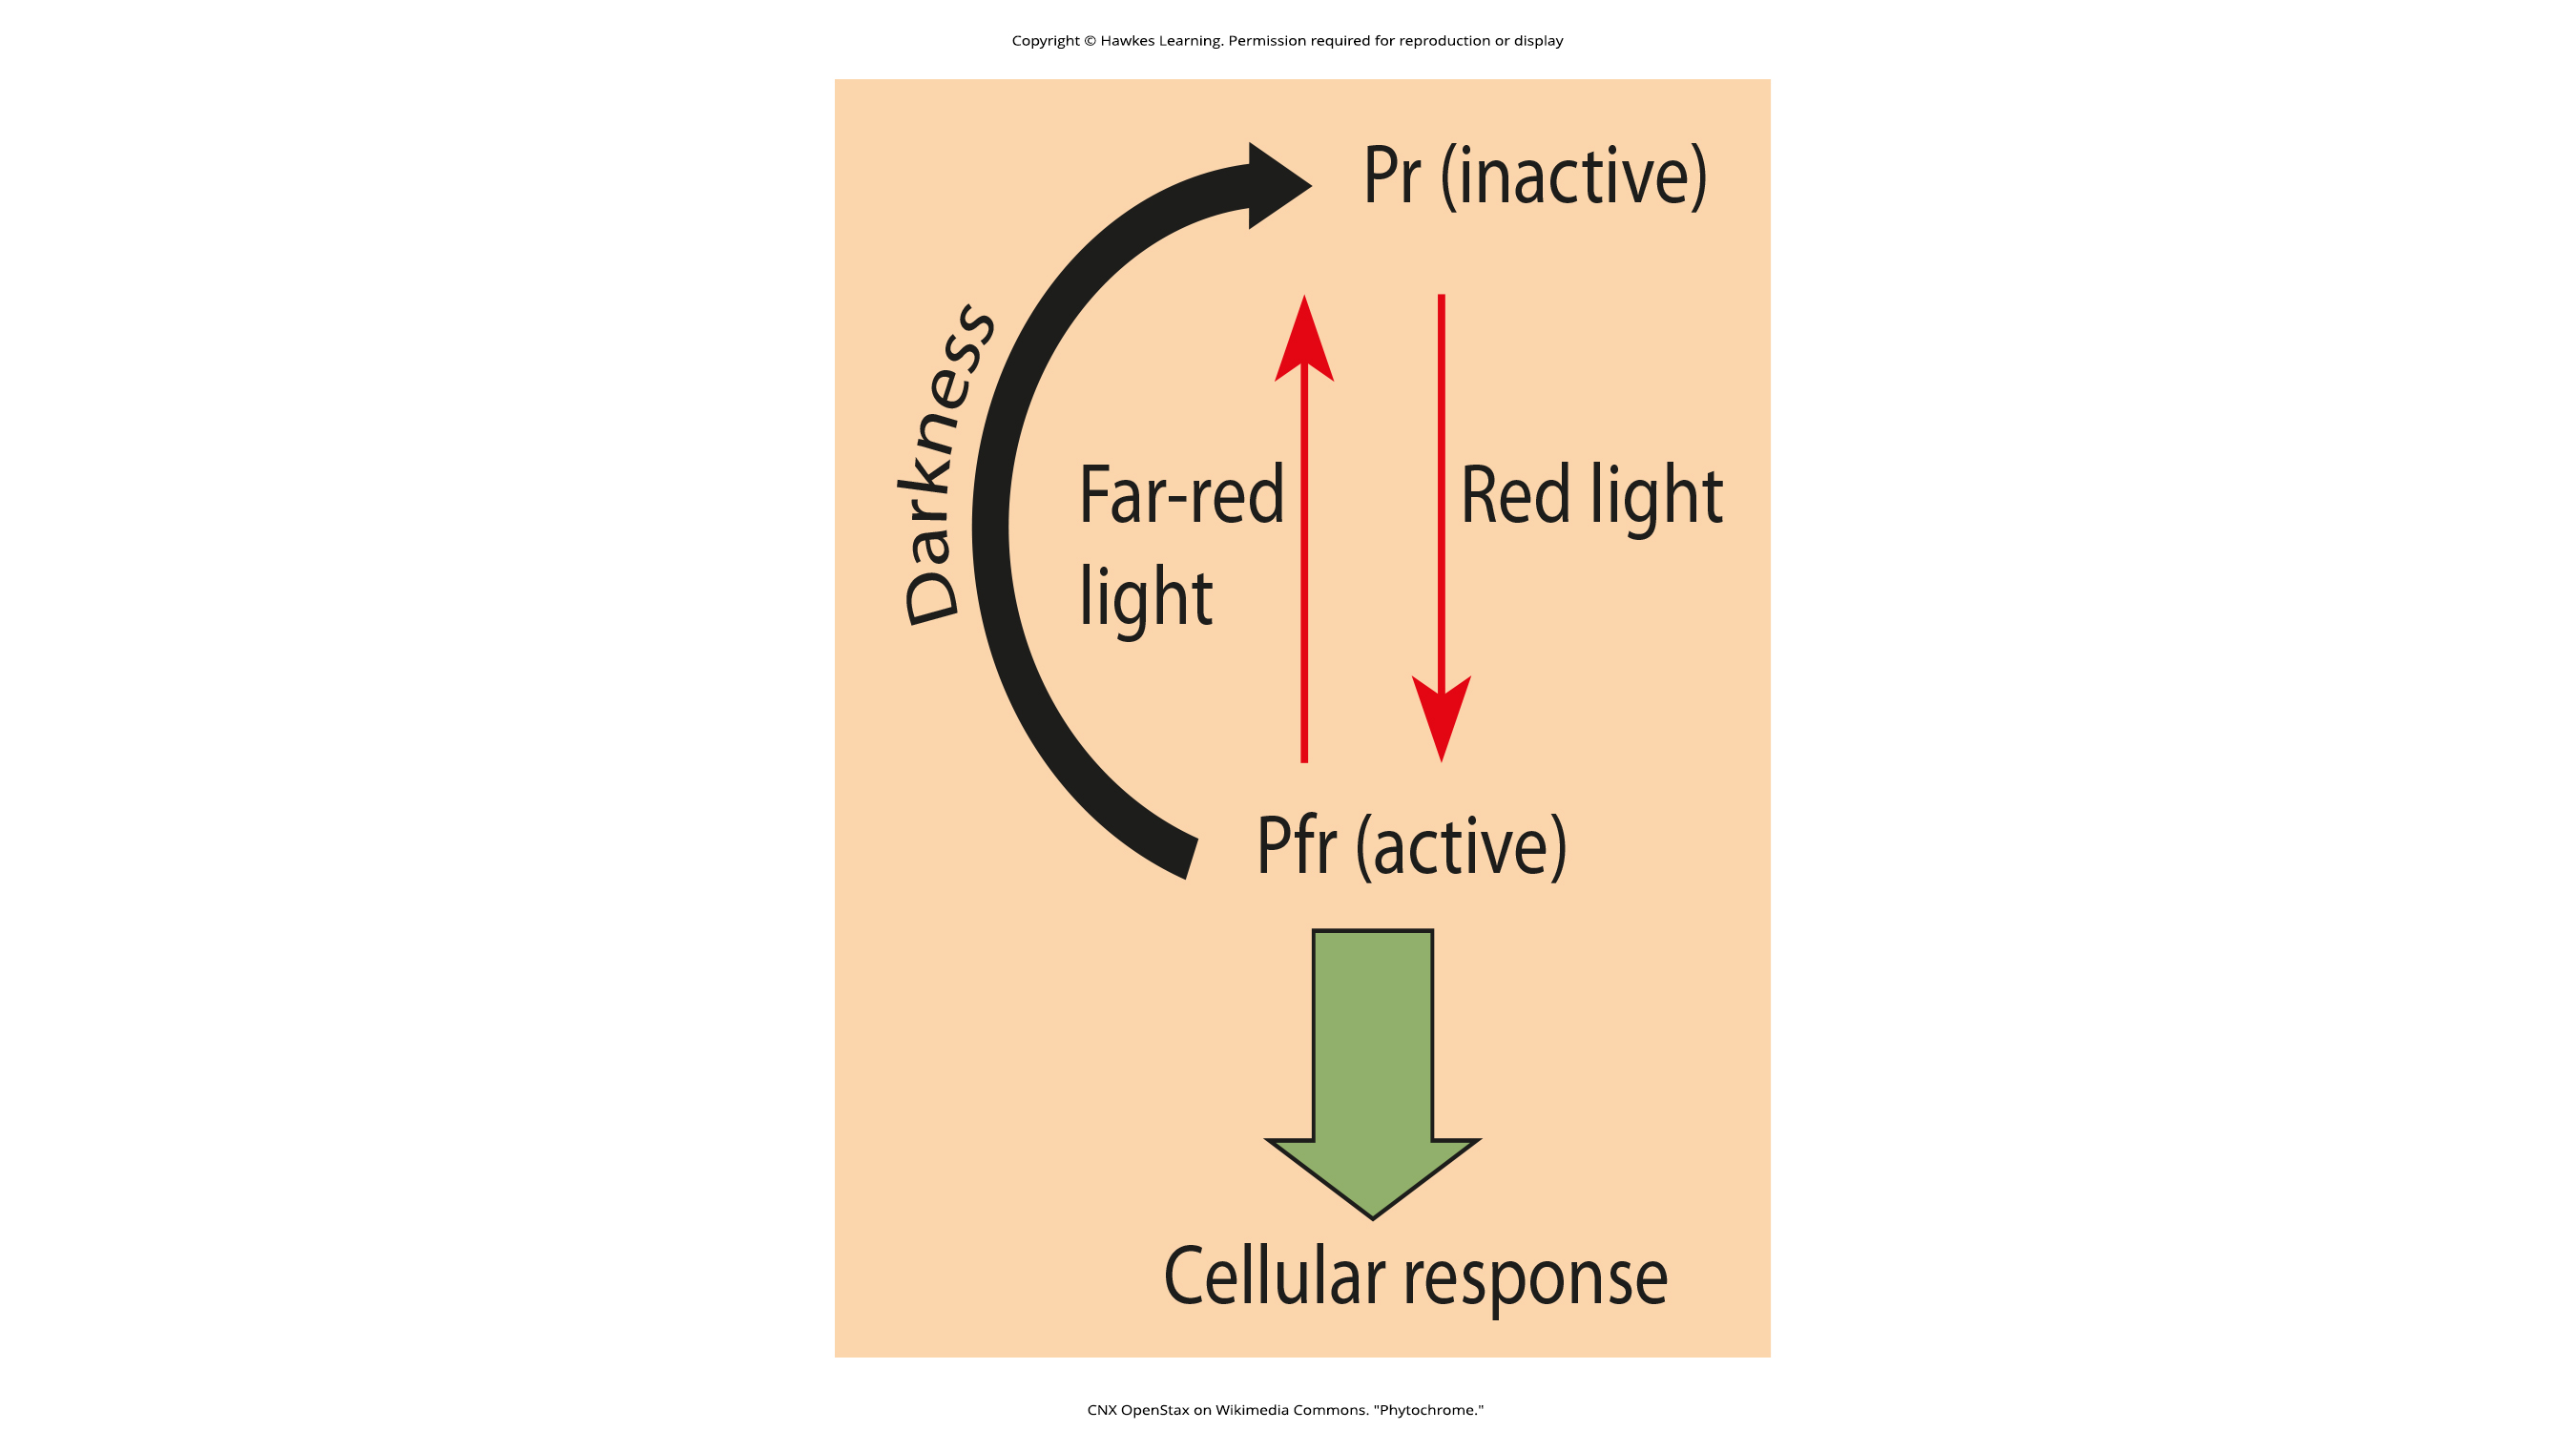 Copyright © Hawkes Learning. Permission required for reproduction or display
Pr (inactive)
Darkness
Far-red
light
Red light
Pfr (active)
Cellular response
CNX OpenStax on Wikimedia Commons. "Phytochrome."